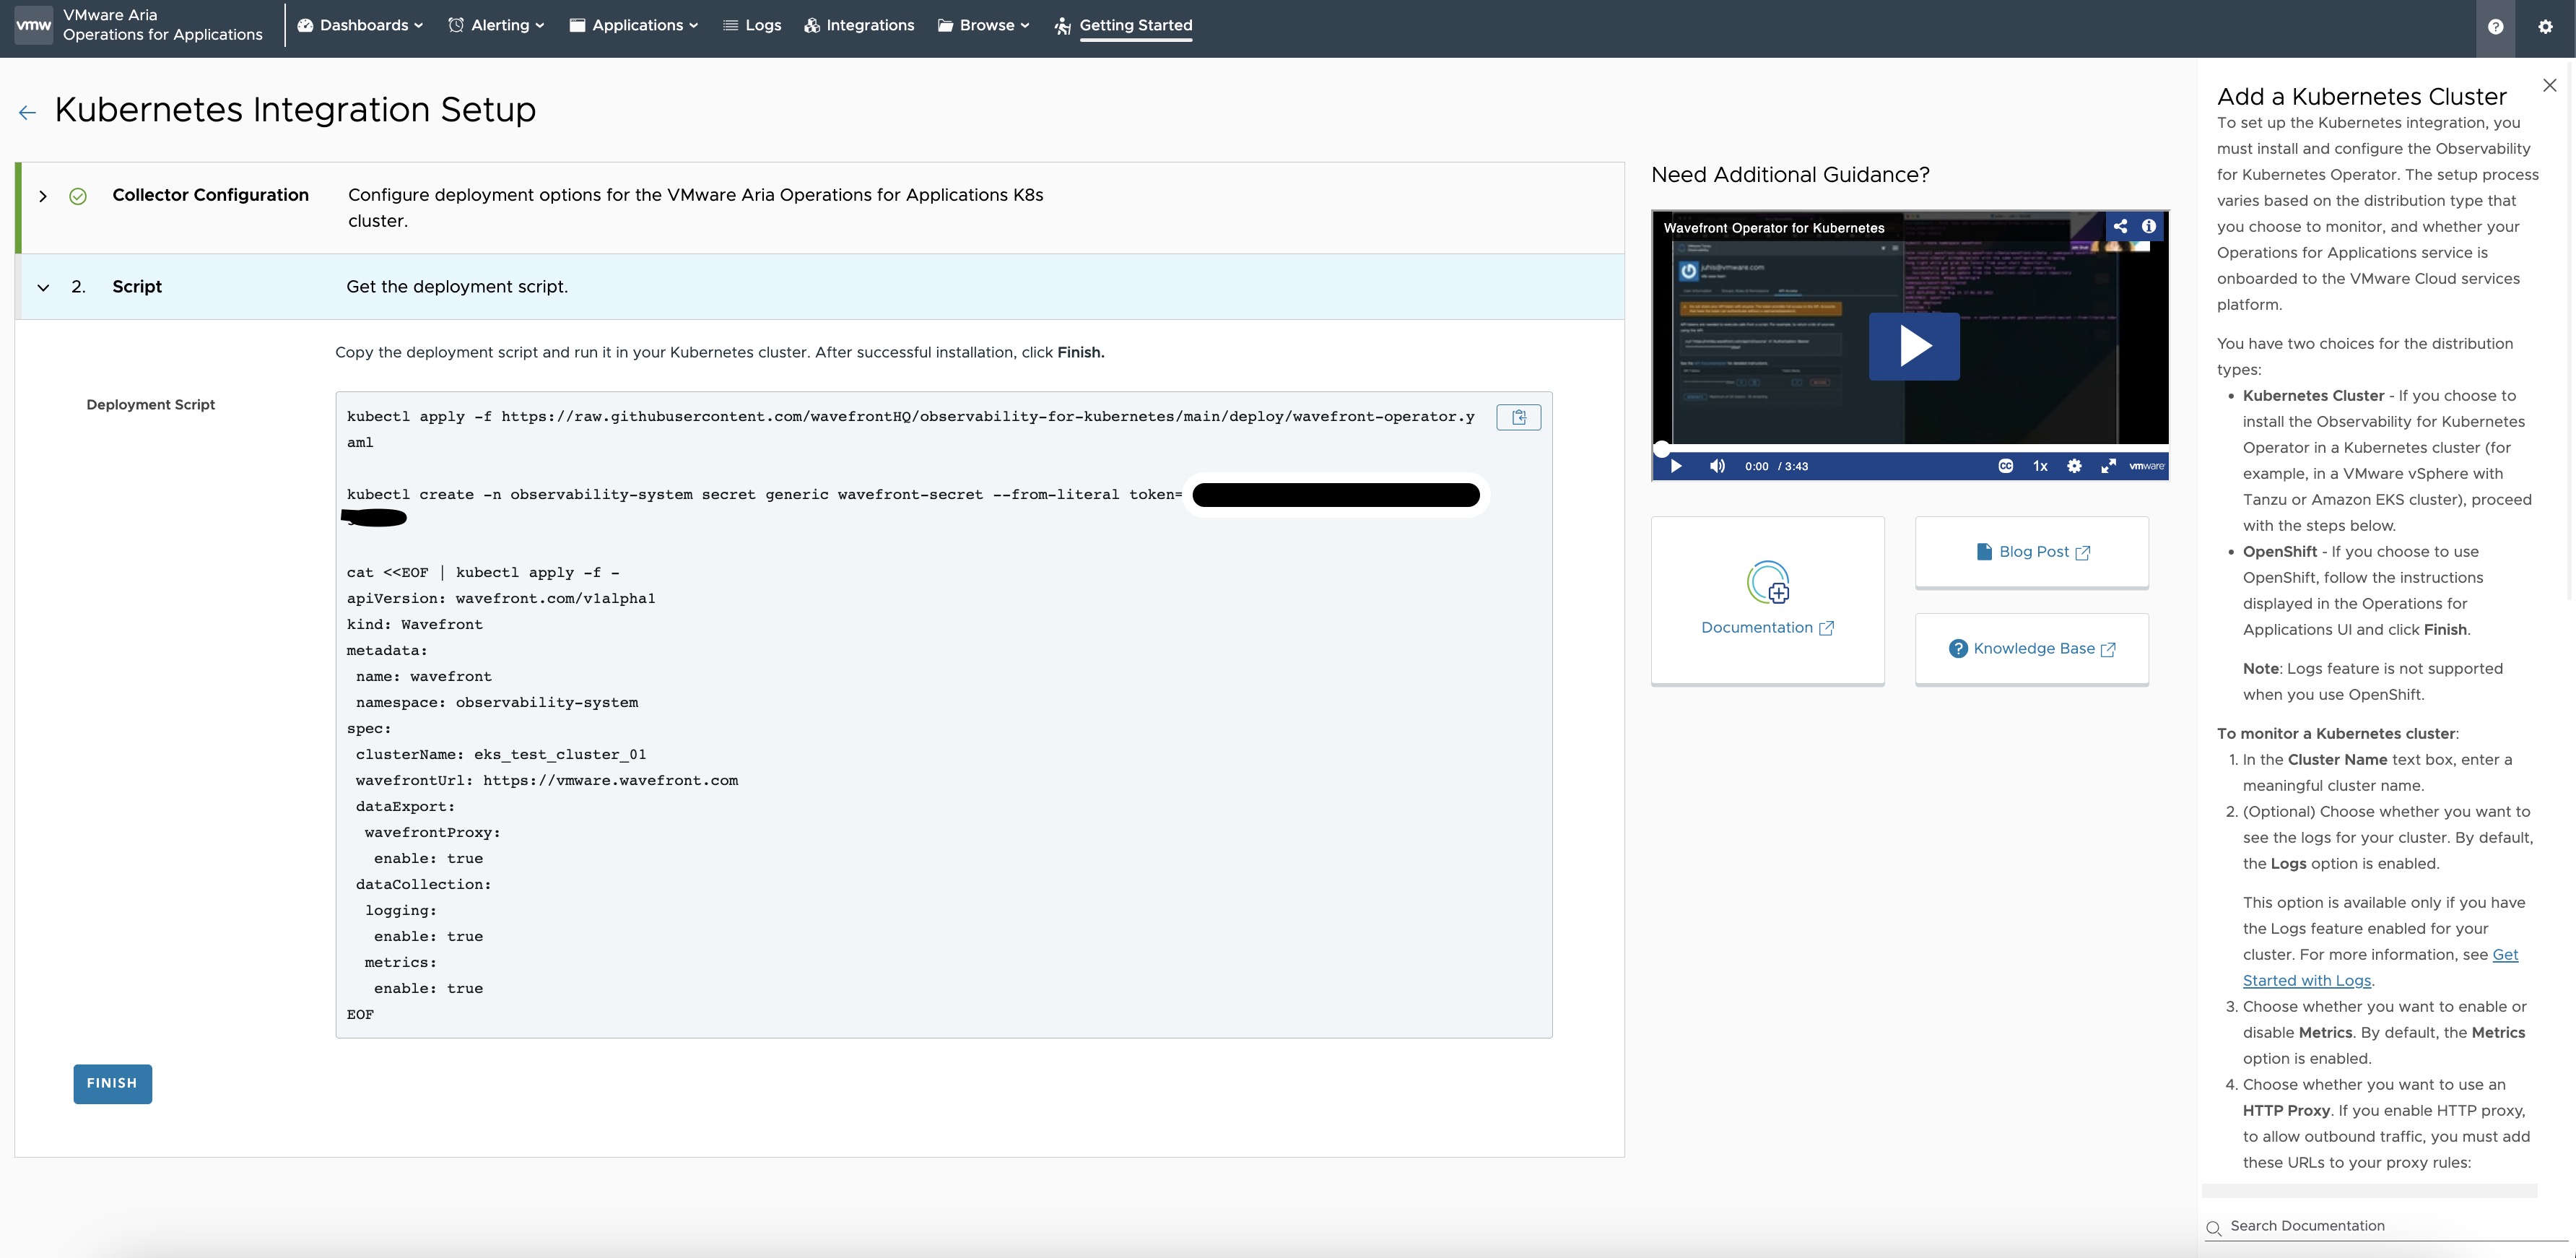 vmw
VMware Aria
Operations for Applications
Dashboards
Alerting
Applications
Logs
Integrations
Browse
Getting Started
Kubernetes Integration Setup
Collector Configuration
Configure deployment options for the VMware Aria Operations for Applications K8s
cluster.
2. Script
Get the deployment script.
Copy the deployment script and run it in your Kubernetes cluster. After successful installation, click Finish.
Deployment Script
kubectl apply -f https://raw.githubusercontent.com/wavefrontHQ/observability-for-kubernetes/main/deploy/wavefront-operator.y
aml
kubectl create -n observability-system secret generic wavefront-secret --from-literal token=
cat <<EOF | kubectl apply -f -
apiVersion: wavefront.com/v1alpha1
kind: Wavefront
metadata:
name: wavefront
namespace: observability-system
spec:
clusterName: eks_test_cluster_01
wavefrontUrl: https://vmware.wavefront.com
dataExport:
wavefrontProxy:
enable: true
dataCollection:
logging:
enable: true
metrics:
enable: true
EOF
FINISH
Need Additional Guidance?
Wavefront Operator for Kubernetes
0:00 / 3:43
CC
1x
vmware
Documentation
Blog Post
Knowledge Base
Add a Kubernetes Cluster
To set up the Kubernetes integration, you
must install and configure the Observability
for Kubernetes Operator. The setup process
varies based on the distribution type that
you choose to monitor, and whether your
Operations for Applications service is
onboarded to the VMware Cloud services
platform.
You have two choices for the distribution
types:
• Kubernetes Cluster - If you choose to
install the Observability for Kubernetes
Operator in a Kubernetes cluster (for
example, in a VMware vSphere with
Tanzu or Amazon EKS cluster), proceed
with the steps below.
• OpenShift - If you choose to use
OpenShift, follow the instructions
displayed in the Operations for
Applications UI and click Finish.
Note: Logs feature is not supported
when you use OpenShift.
To monitor a Kubernetes cluster:
1. In the Cluster Name text box, enter a
meaningful cluster name.
2. (Optional) Choose whether you want to
see the logs for your cluster. By default,
the Logs option is enabled.
This option is available only if you have
the Logs feature enabled for your
cluster. For more information, see Get
Started with Logs.
3. Choose whether you want to enable or
disable Metrics. By default, the Metrics
option is enabled.
4. Choose whether you want to use an
HTTP Proxy. If you enable HTTP proxy,
to allow outbound traffic, you must add
these URLs to your proxy rules:
Search Documentation